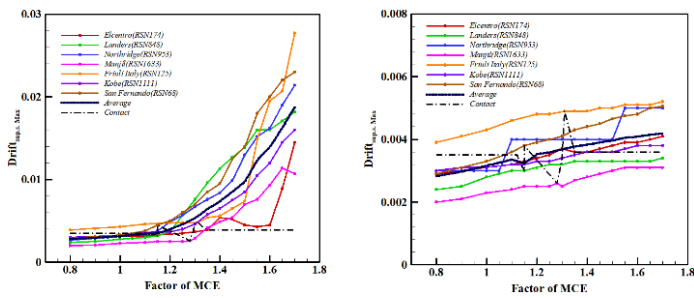 0.03
0.02
0.01
0
Drift
Max
Elcentro(RSN174)
Landers(RSN848)
Northridge(RSN953)
Manjil(RSN1633)
Friuli Italy(RSN125)
Kobe(RSN1111)
San Fernando(RSN68)
Average
Contact
0.8 1 1.2 1.4 1.6 1.8
Factor of MCE
0.008
0.006
0.004
0.002
0
Drift
Max
Elcentro(RSN174)
Landers(RSN848)
Northridge(RSN953)
Manjil(RSN1633)
Friuli Italy(RSN125)
Kobe(RSN1111)
San Fernando(RSN68)
Average
Contact
0.8 1 1.2 1.4 1.6 1.8
Factor of MCE